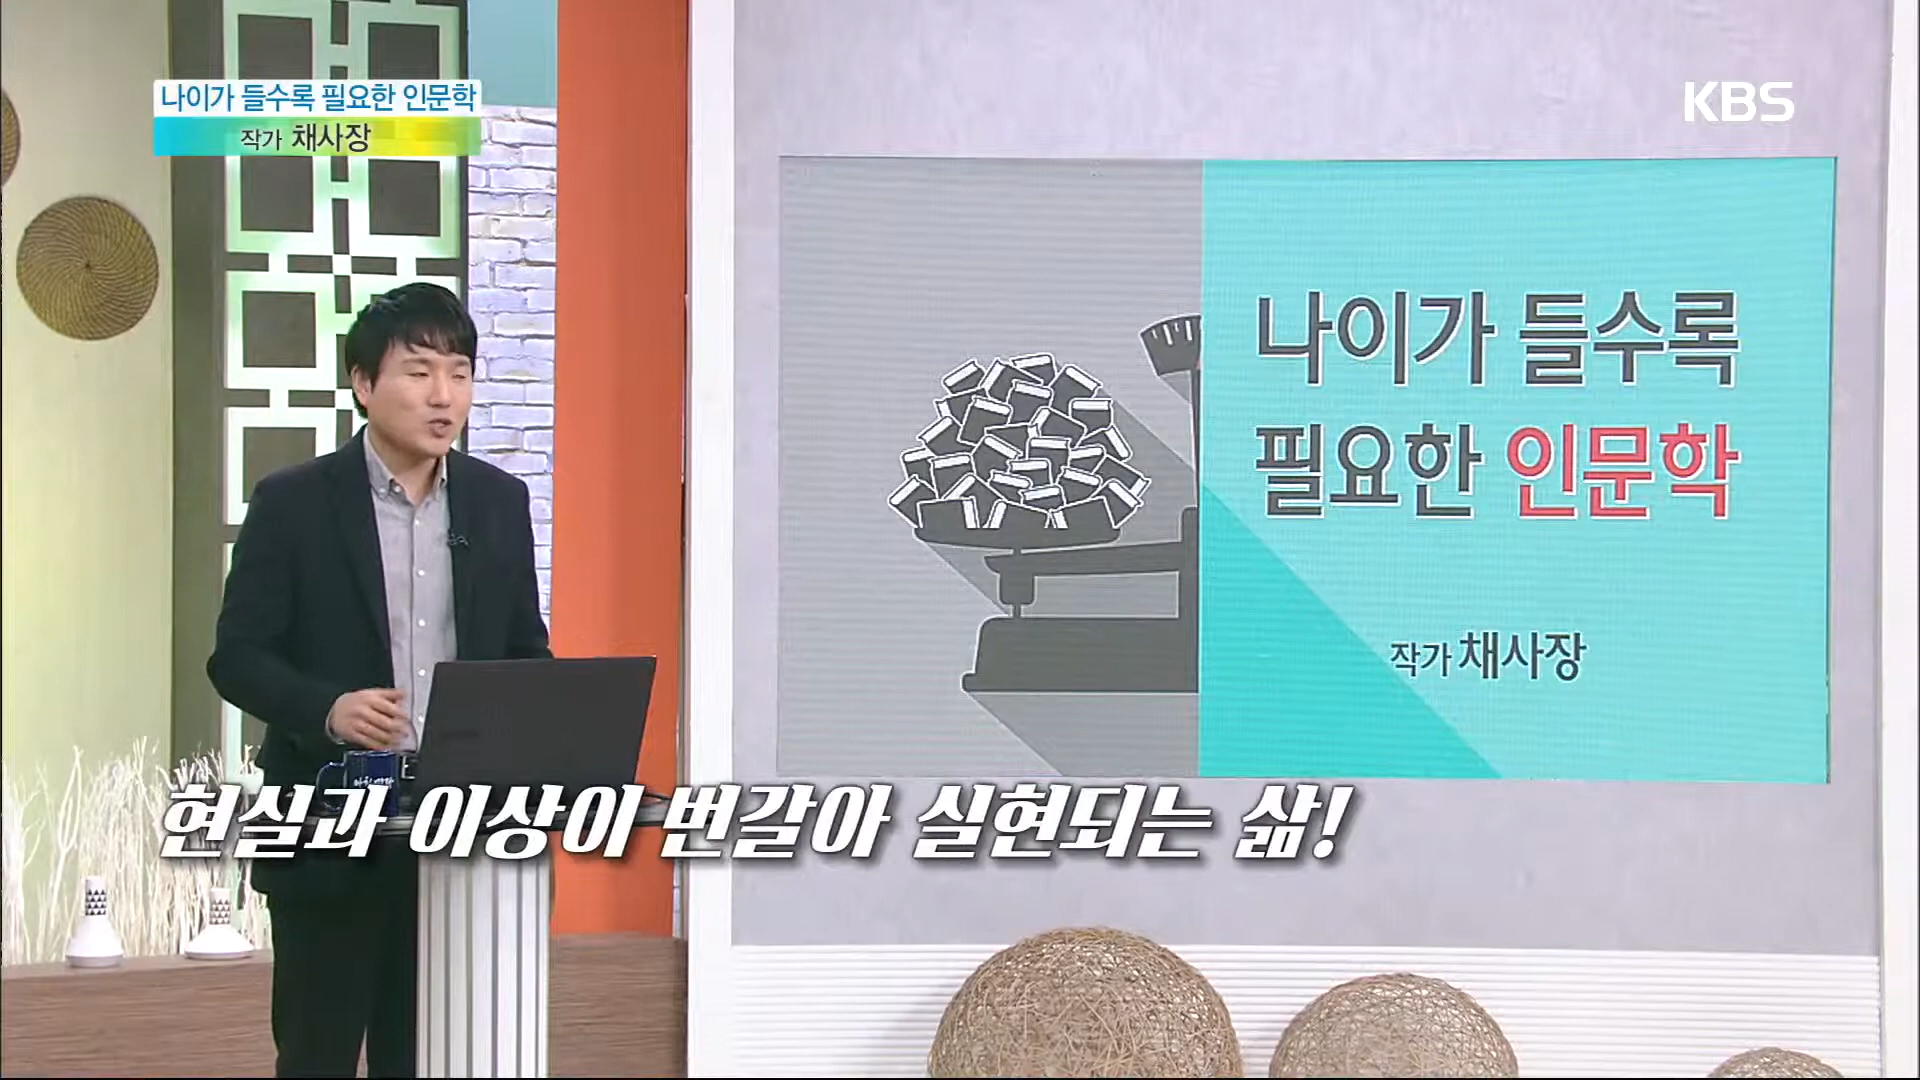 나이가 들수록 필요한 인문학
작가 채사장
KBS
나이가 들수록
필요한 인문학
작가 채사장
현실과 이상이 번갈아 실현되는 삶!